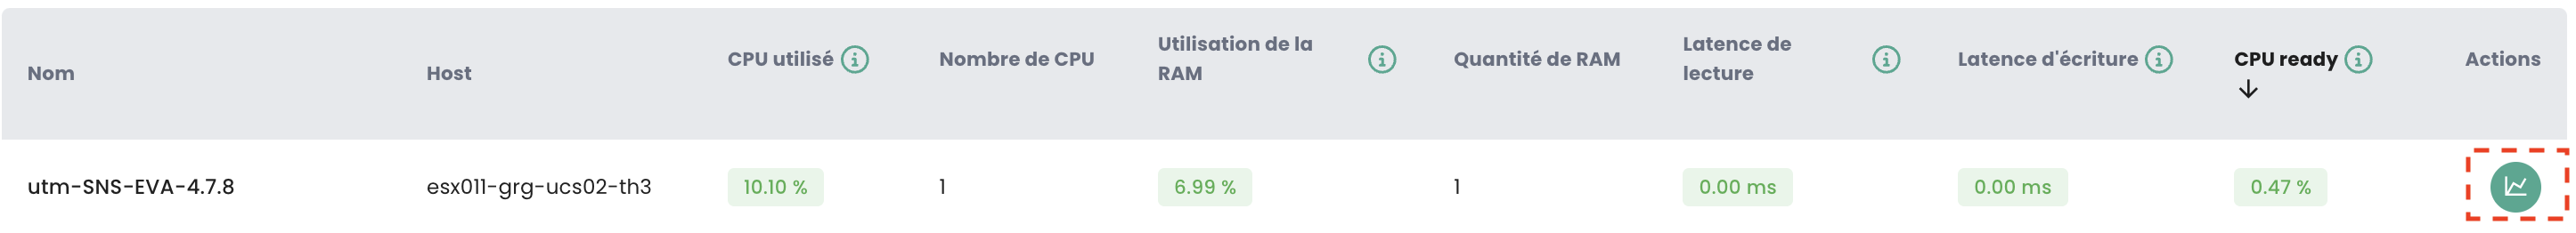 Nom
Host
CPU utilisé
Nombre de CPU
Utilisation de la
RAM
Quantité de RAM
Latence de
lecture
Latence d'écriture
CPU ready
Actions
utm-SNS-EVA-4.7.8
esx011-grg-ucs02-th3
10.10 %
1
6.99 %
1
0.00 ms
0.00 ms
0.47 %